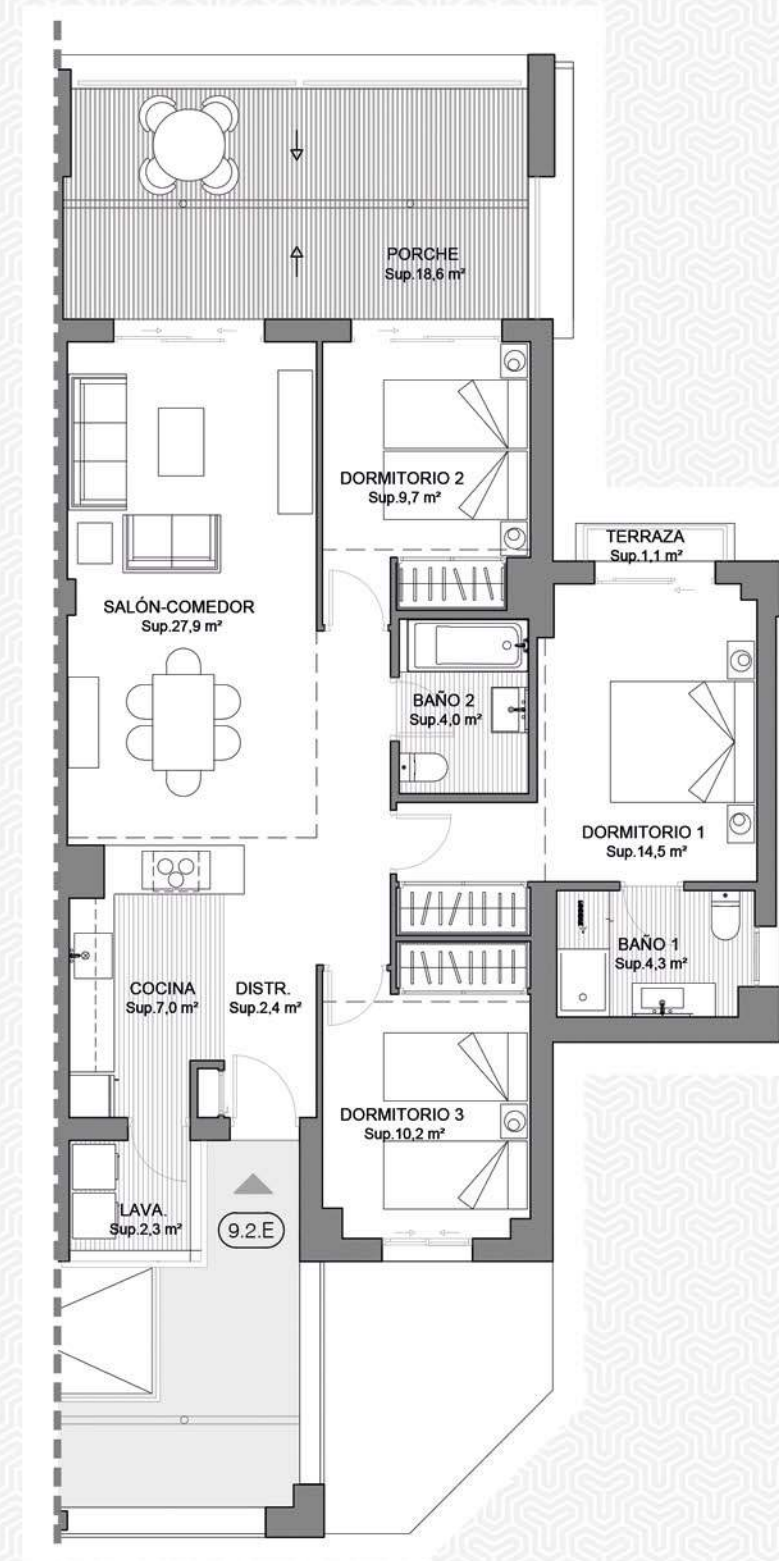 PORCHE
Sup.18,6 m²
DORMITORIO 2
Sup.9,7 m²
TERRAZA
Sup.1,1 m²
SALÓN-COMEDOR
Sup.27,9 m²
BAÑO 2
Sup.4,0 m²
DORMITORIO 1
Sup.14,5 m²
BAÑO 1
Sup.4,3 m²
COCINA
Sup.7,0 m²
DISTR.
Sup.2,4 m²
DORMITORIO 3
Sup.10,2 m²
LAVA.
Sup.2,3 m²
9.2.E